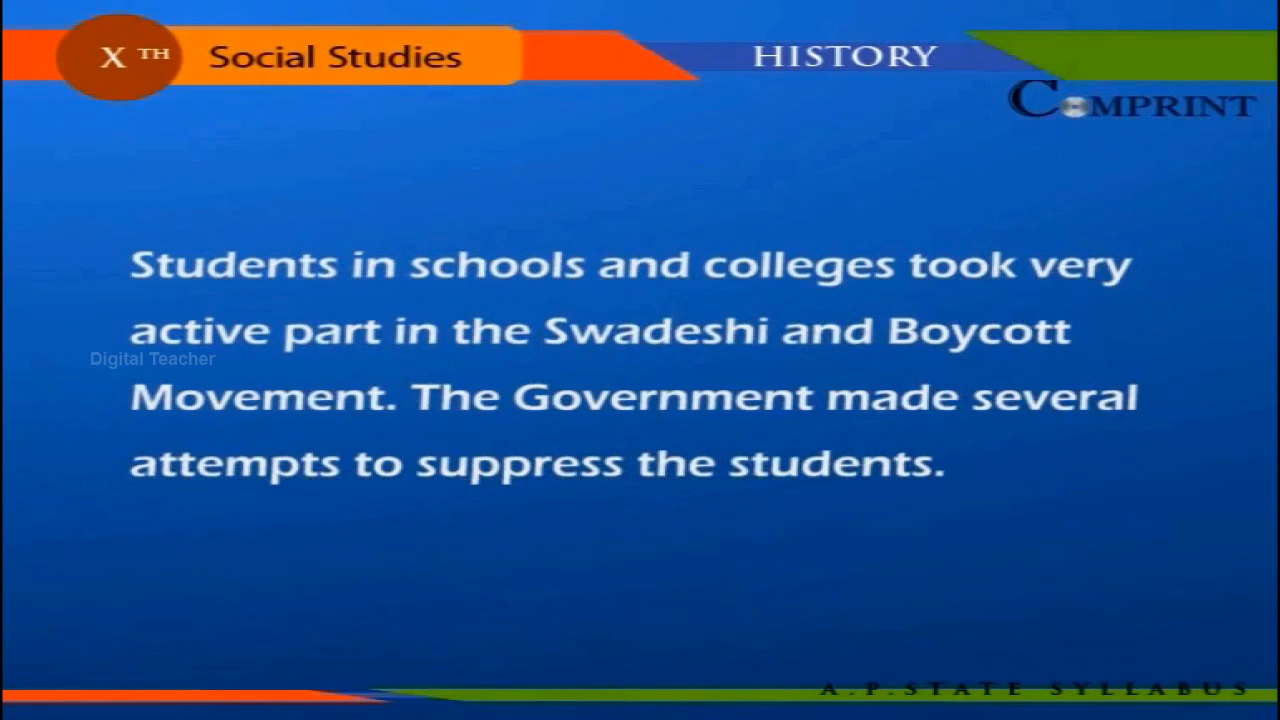 X TH Social Studies HISTORY
COMPRINT
Students in schools and colleges took very
active part in the Swadeshi and Boycott
Digital Teacher
Movement. The Government made several
attempts to suppress the students.
A.P.STATE SYLLABUS